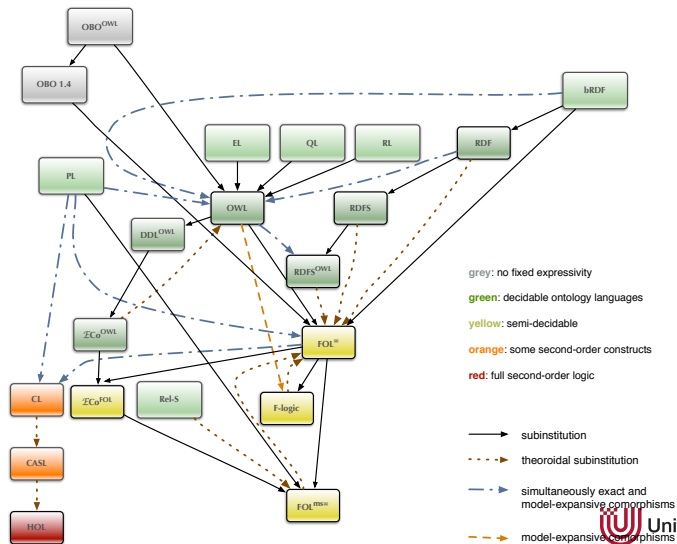 OBO^OWL
OBO 1.4
bRDF
EL
QL
RL
RDF
PL
OWL
RDFS
DDL^OWL
RDFS^OWL
ℰCo^OWL
FOL^=
CL
ℰCo^FOL
Rel-S
F-logic
CASL
FOL^ms=
HOL
grey: no fixed expressivity
green: decidable ontology languages
yellow: semi-decidable
orange: some second-order constructs
red: full second-order logic
subinstitution
theoroidal subinstitution
simultaneously exact and
model-expansive comorphisms
model-expansive comorphisms
Uni